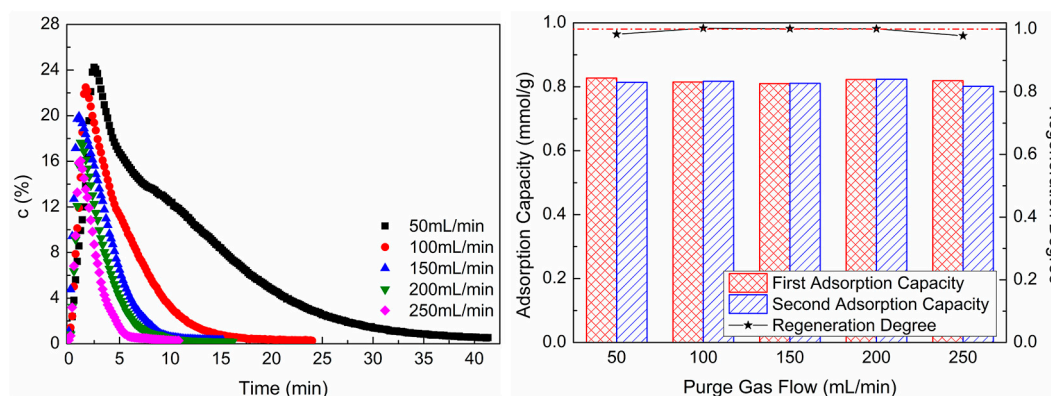 28
24
20
16
12
8
4
0
c (%)
0 5 10 15 20 25 30 35 40
Time (min)
50mL/min
100mL/min
150mL/min
200mL/min
250mL/min
1.0
0.8
0.6
0.4
0.2
0.0
Adsorption Capacity (mmol/g)
50 100 150 200 250
Purge Gas Flow (mL/min)
First Adsorption Capacity
Second Adsorption Capacity
Regeneration Degree
1.0
0.8
0.6
0.4
0.2
0.0